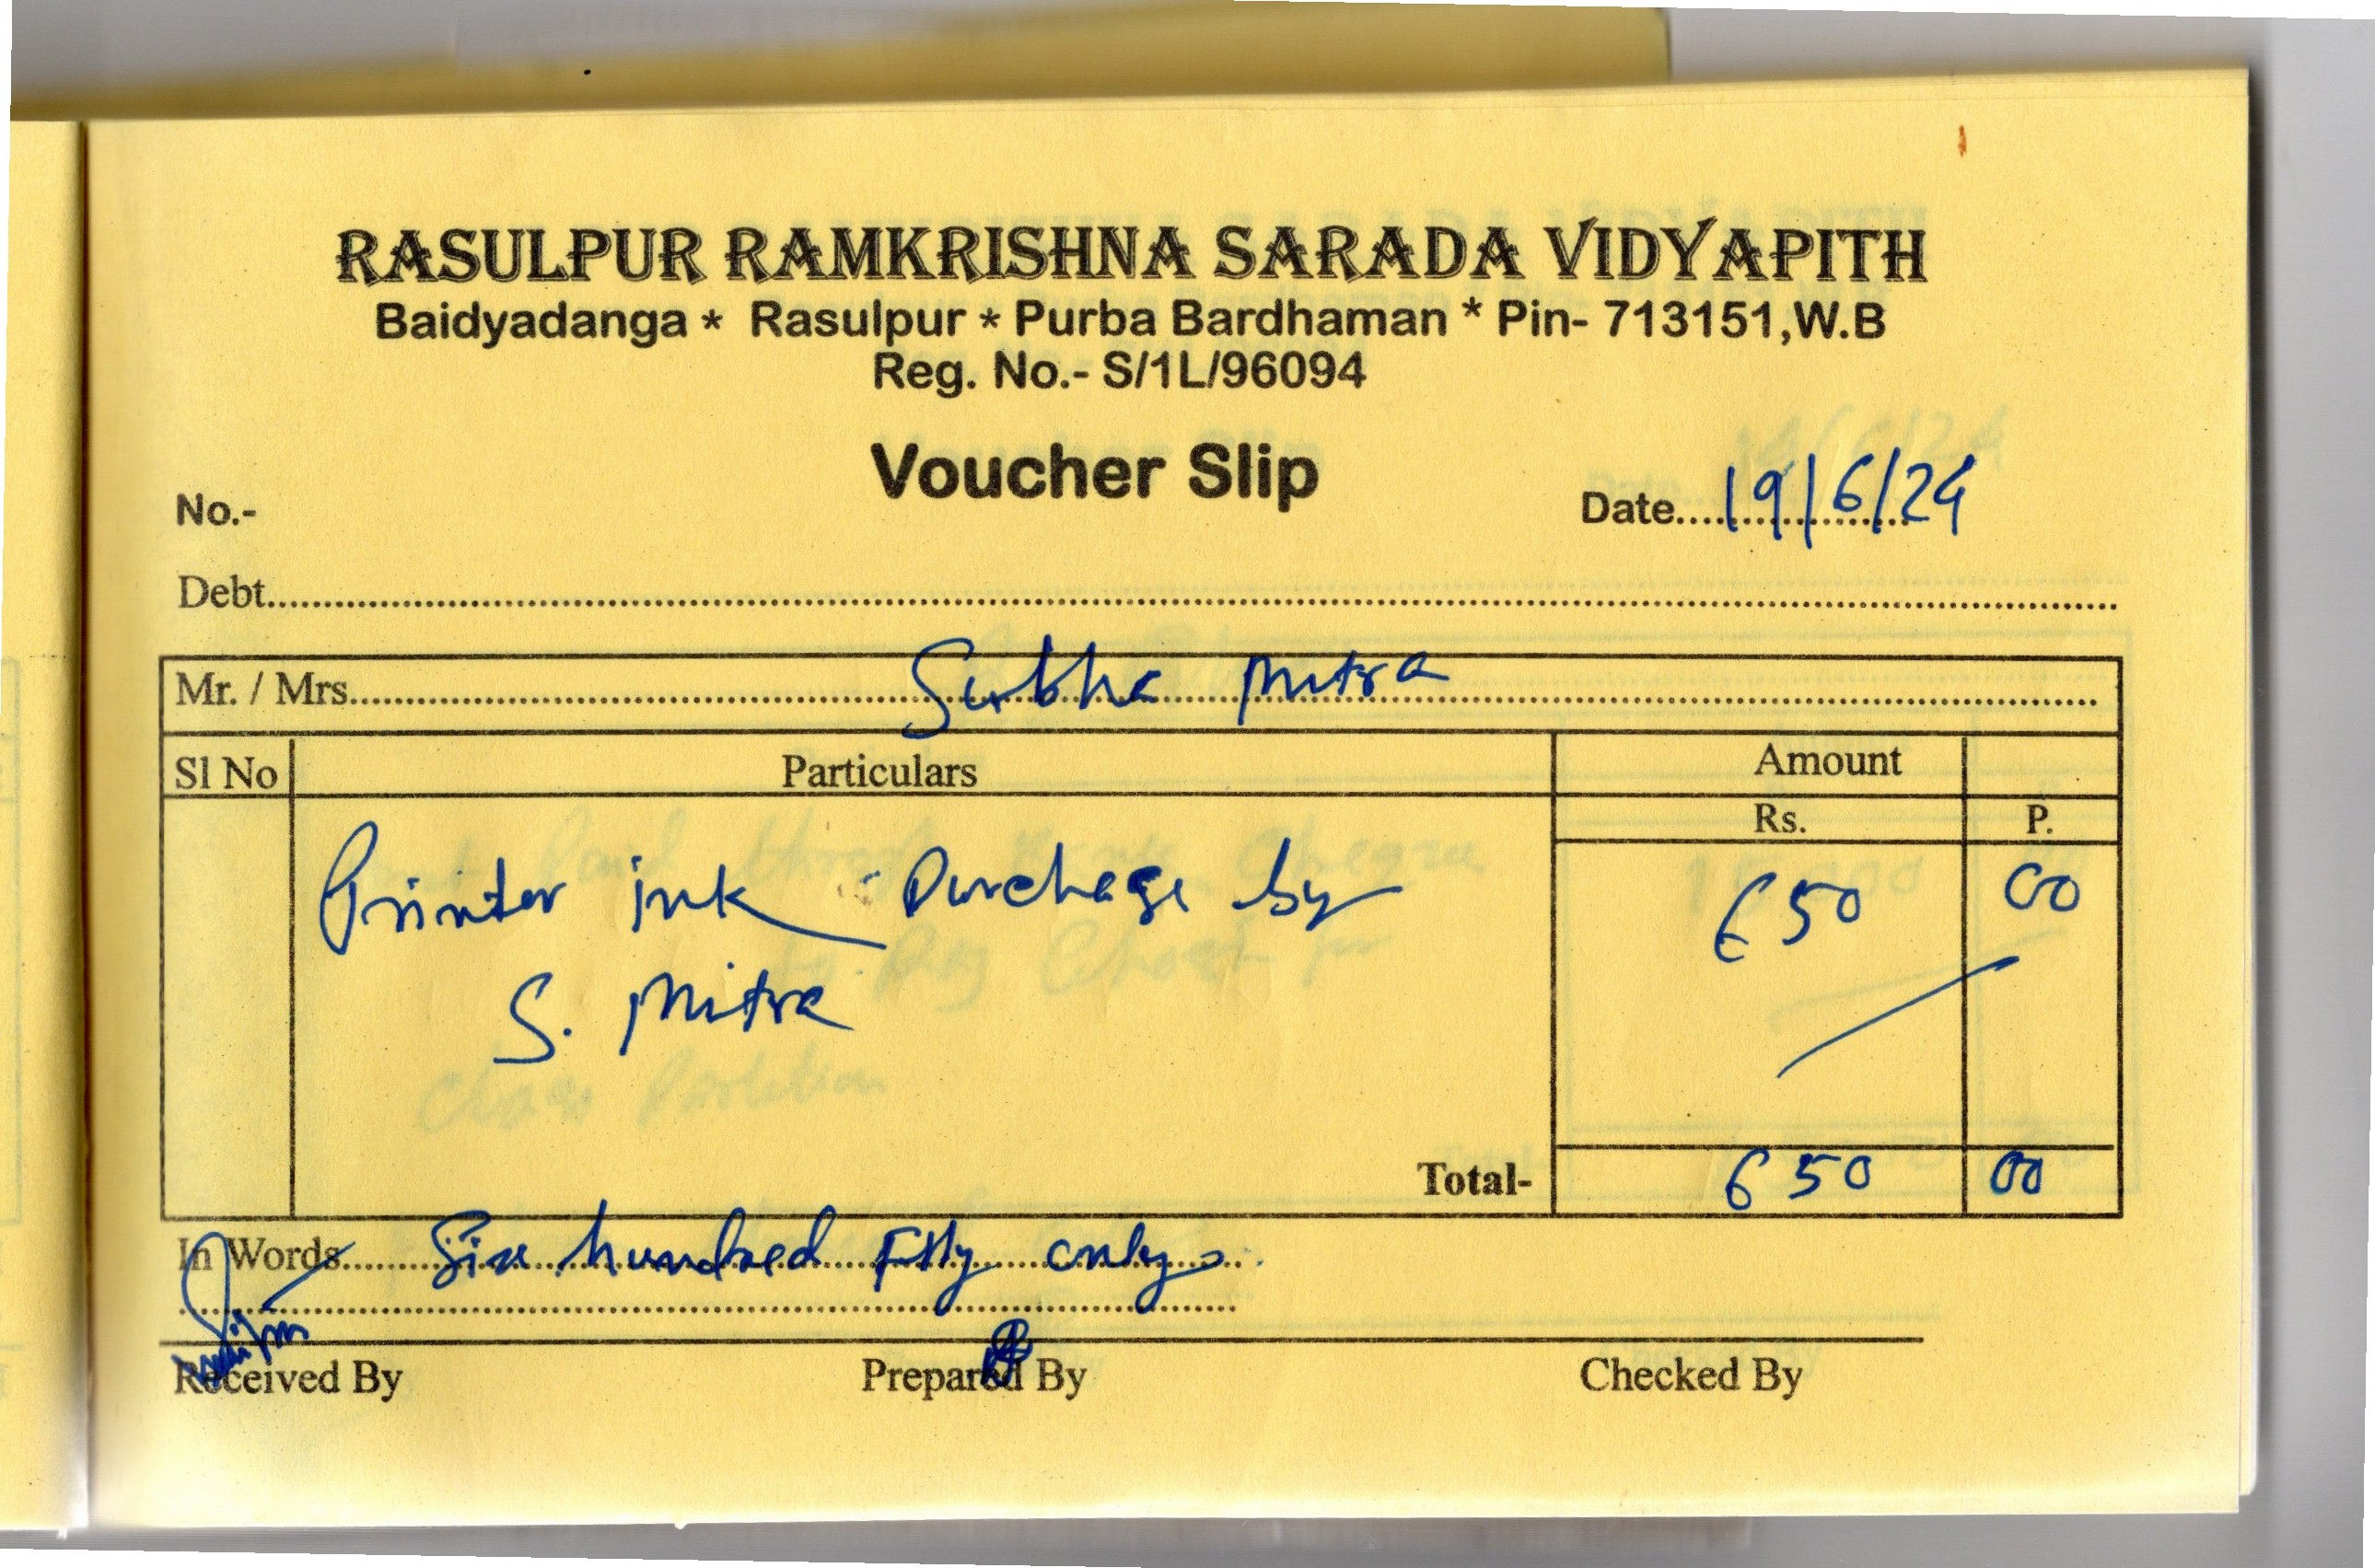 RASULPUR RAMKRISHNA SARADA VIDYAPITH
Baidyadanga * Rasulpur * Purba Bardhaman * Pin- 713151,W.B
Reg. No.- S/1L/96094
Voucher Slip
No.- Date.... 19/6/24
Debt
Mr. / Mrs. Subha Mitra
Sl No Particulars Amount
Rs. P.
Printer ink Purchage by 650 00
S. Mitra
Total- 650 00
In Words Six hundred Fifty only
Received By Prepared By Checked By